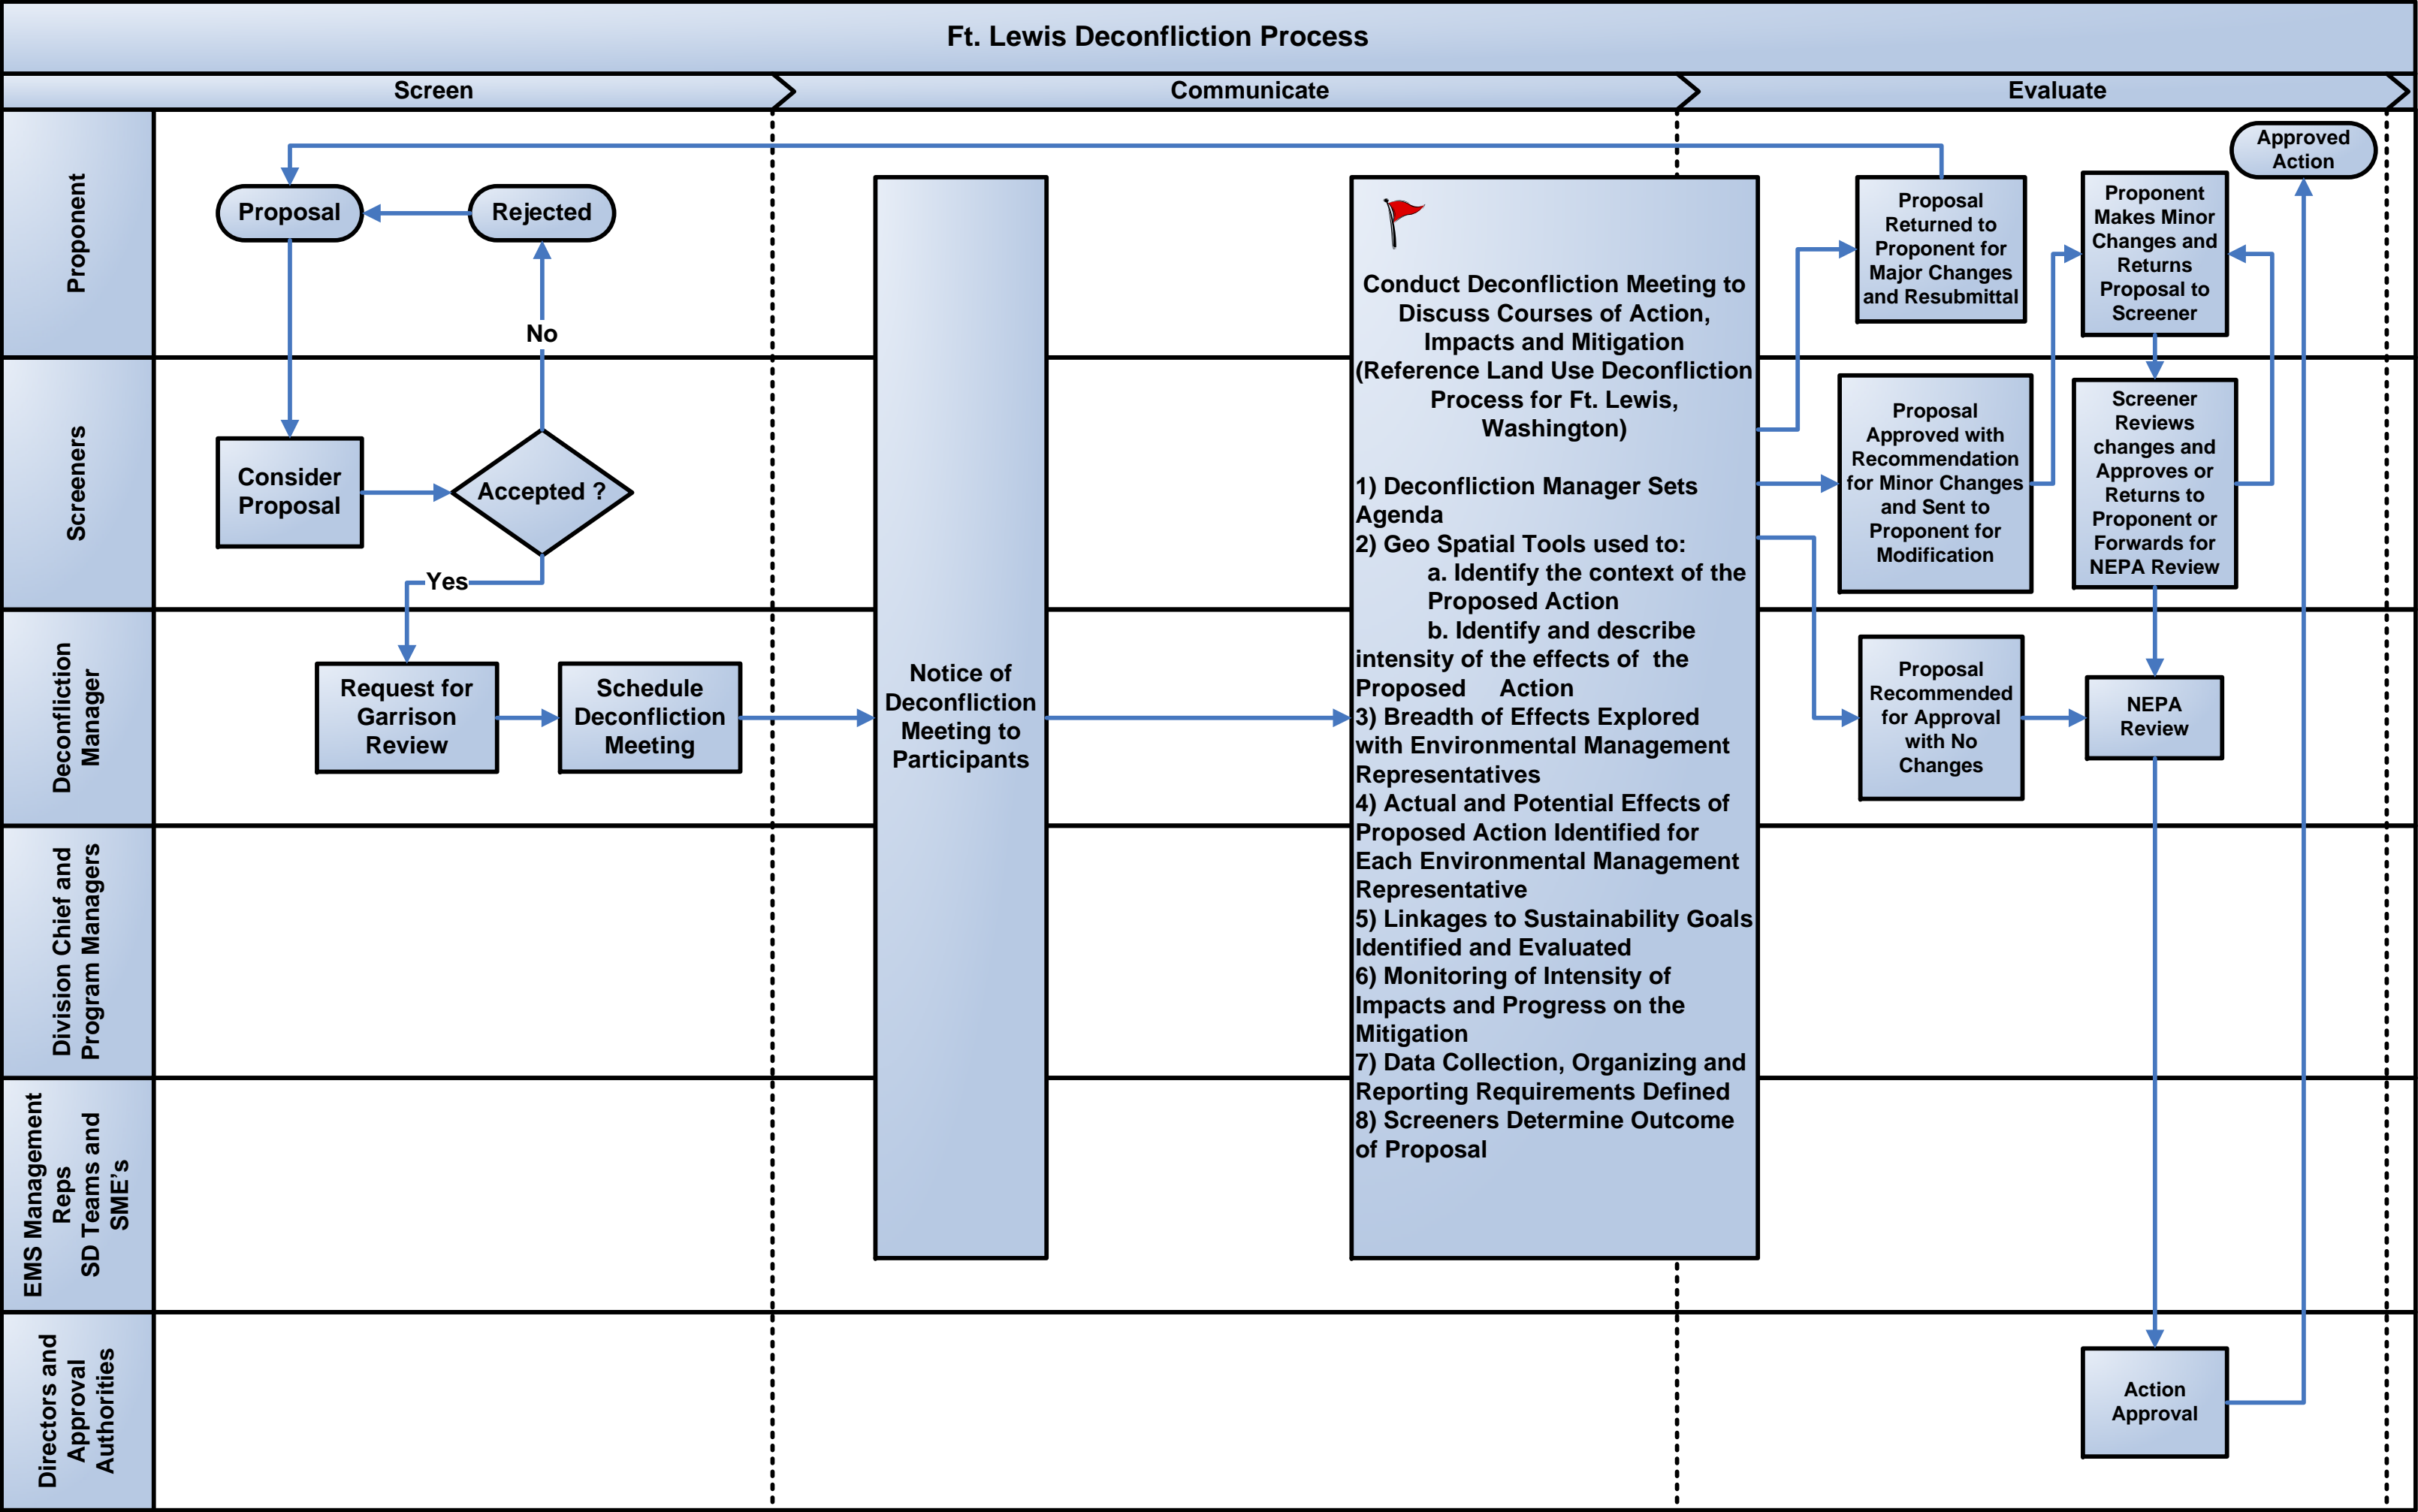 Ft. Lewis Deconfliction Process
Screen
Communicate
Evaluate
Proponent
Proposal
Rejected
No
Screeners
Consider
Proposal
Accepted ?
Yes
Deconfliction
Manager
Request for
Garrison
Review
Schedule
Deconfliction
Meeting
Division Chief and
Program Managers
EMS Management
Reps
SD Teams and
SME's
Directors and
Approval
Authorities
Notice of
Deconfliction
Meeting to
Participants
Conduct Deconfliction Meeting to
Discuss Courses of Action,
Impacts and Mitigation
(Reference Land Use Deconfliction
Process for Ft. Lewis,
Washington)
1) Deconfliction Manager Sets
Agenda
2) Geo Spatial Tools used to:
a. Identify the context of the
Proposed Action
b. Identify and describe
intensity of the effects of the
Proposed Action
3) Breadth of Effects Explored
with Environmental Management
Representatives
4) Actual and Potential Effects of
Proposed Action Identified for
Each Environmental Management
Representative
5) Linkages to Sustainability Goals
Identified and Evaluated
6) Monitoring of Intensity of
Impacts and Progress on the
Mitigation
7) Data Collection, Organizing and
Reporting Requirements Defined
8) Screeners Determine Outcome
of Proposal
Proposal
Returned to
Proponent for
Major Changes
and Resubmittal
Proponent
Makes Minor
Changes and
Returns
Proposal to
Screener
Approved
Action
Proposal
Approved with
Recommendation
for Minor Changes
and Sent to
Proponent for
Modification
Screener
Reviews
changes and
Approves or
Returns to
Proponent or
Forwards for
NEPA Review
Proposal
Recommended
for Approval
with No
Changes
NEPA
Review
Action
Approval